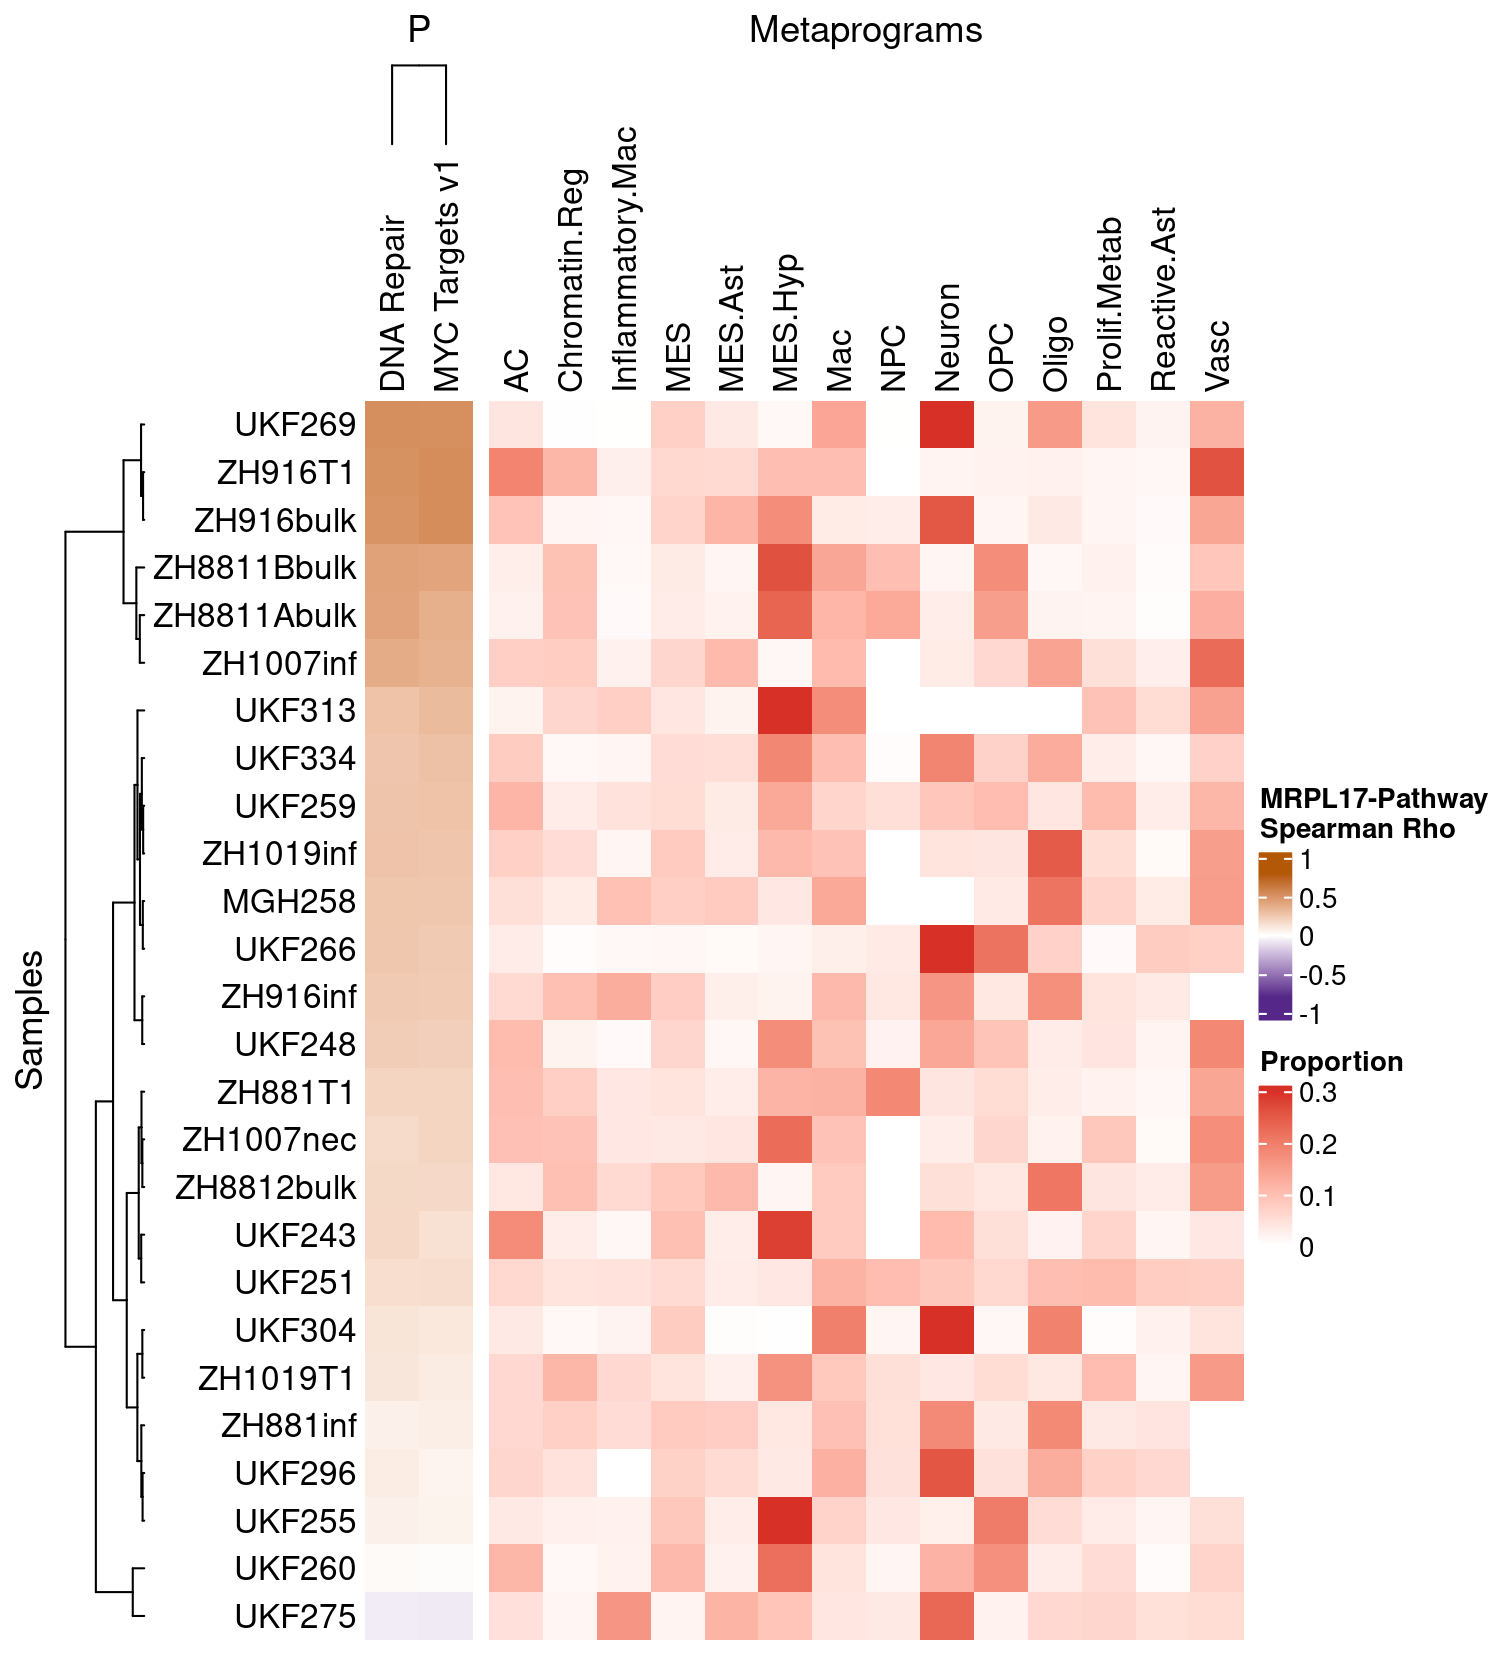 P
Metaprograms
DNA Repair
MYC Targets v1
AC
Chromatin.Reg
Inflammatory.Mac
MES
MES.Ast
MES.Hyp
Mac
NPC
Neuron
OPC
Oligo
Prolif.Metab
Reactive.Ast
Vasc
Samples
UKF269
ZH916T1
ZH916bulk
ZH8811Bbulk
ZH8811Abulk
ZH1007inf
UKF313
UKF334
UKF259
ZH1019inf
MGH258
UKF266
ZH916inf
UKF248
ZH881T1
ZH1007nec
ZH8812bulk
UKF243
UKF251
UKF304
ZH1019T1
ZH881inf
UKF296
UKF255
UKF260
UKF275
MRPL17-Pathway
Spearman Rho
1
0.5
0
-0.5
-1
Proportion
0.3
0.2
0.1
0